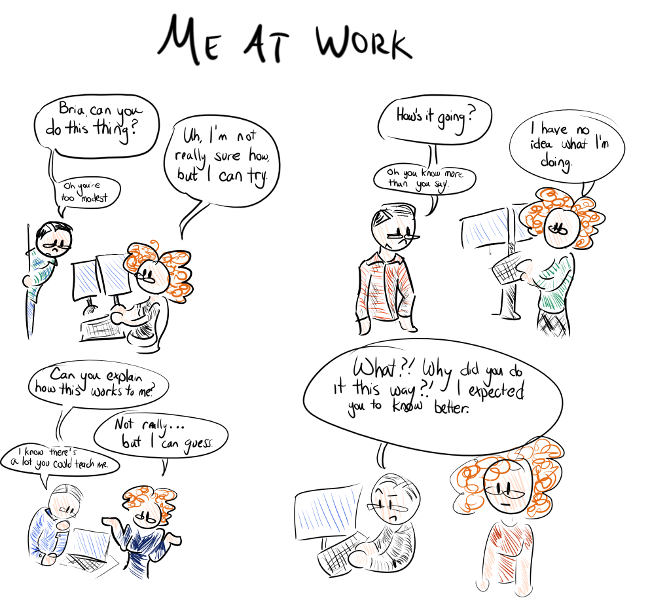 ME AT WORK
Bria, can you
do this thing?
Uh, I'm not
really sure how,
but I can try.
Oh you're
too modest
How's it going?
I have no
idea what I'm
doing.
Oh you know more
than you say.
Can you explain
how this works to me?
Not really...
but I can guess.
I know there's
a lot you could teach me.
What?! Why did you do
it this way?! I expected
you to know better.